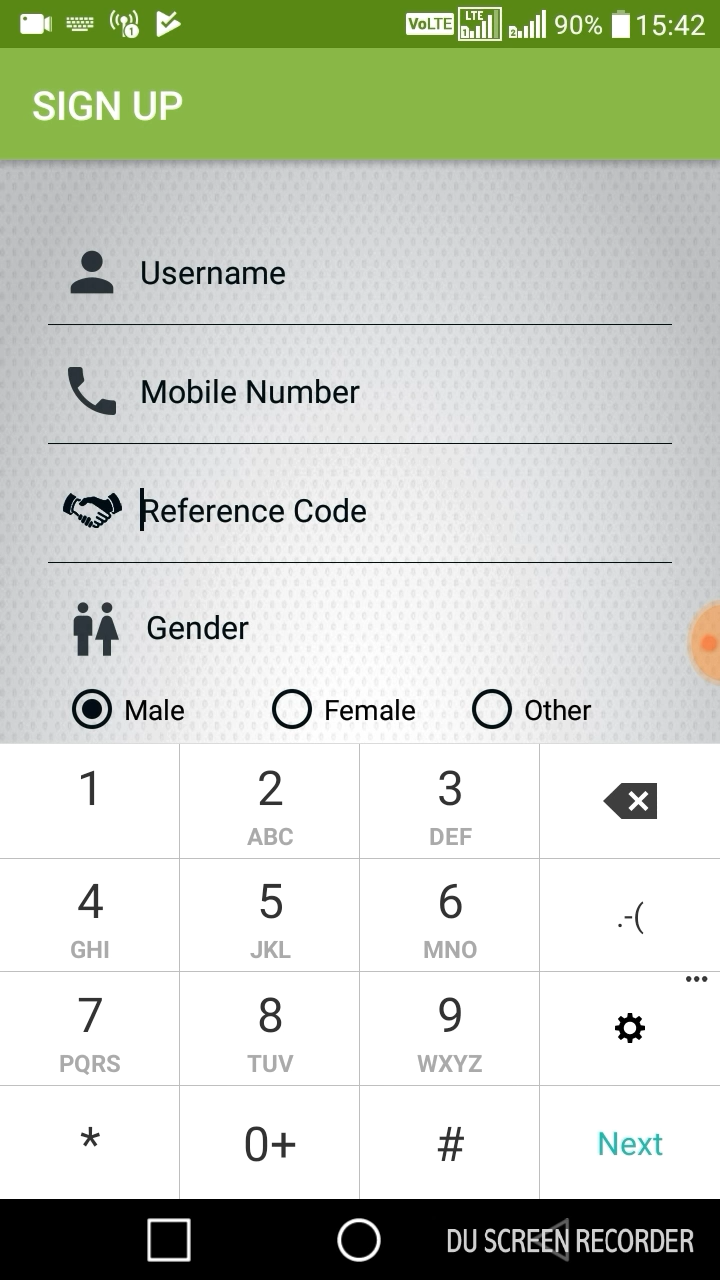 VoLTE LTE 1 2 90% 15:42
SIGN UP
Username
Mobile Number
Reference Code
Gender
Male Female Other
1 2 3
ABC DEF
4 5 6 .-(
GHI JKL MNO
...
7 8 9
PQRS TUV WXYZ
* 0+ # Next
DU SCREEN RECORDER